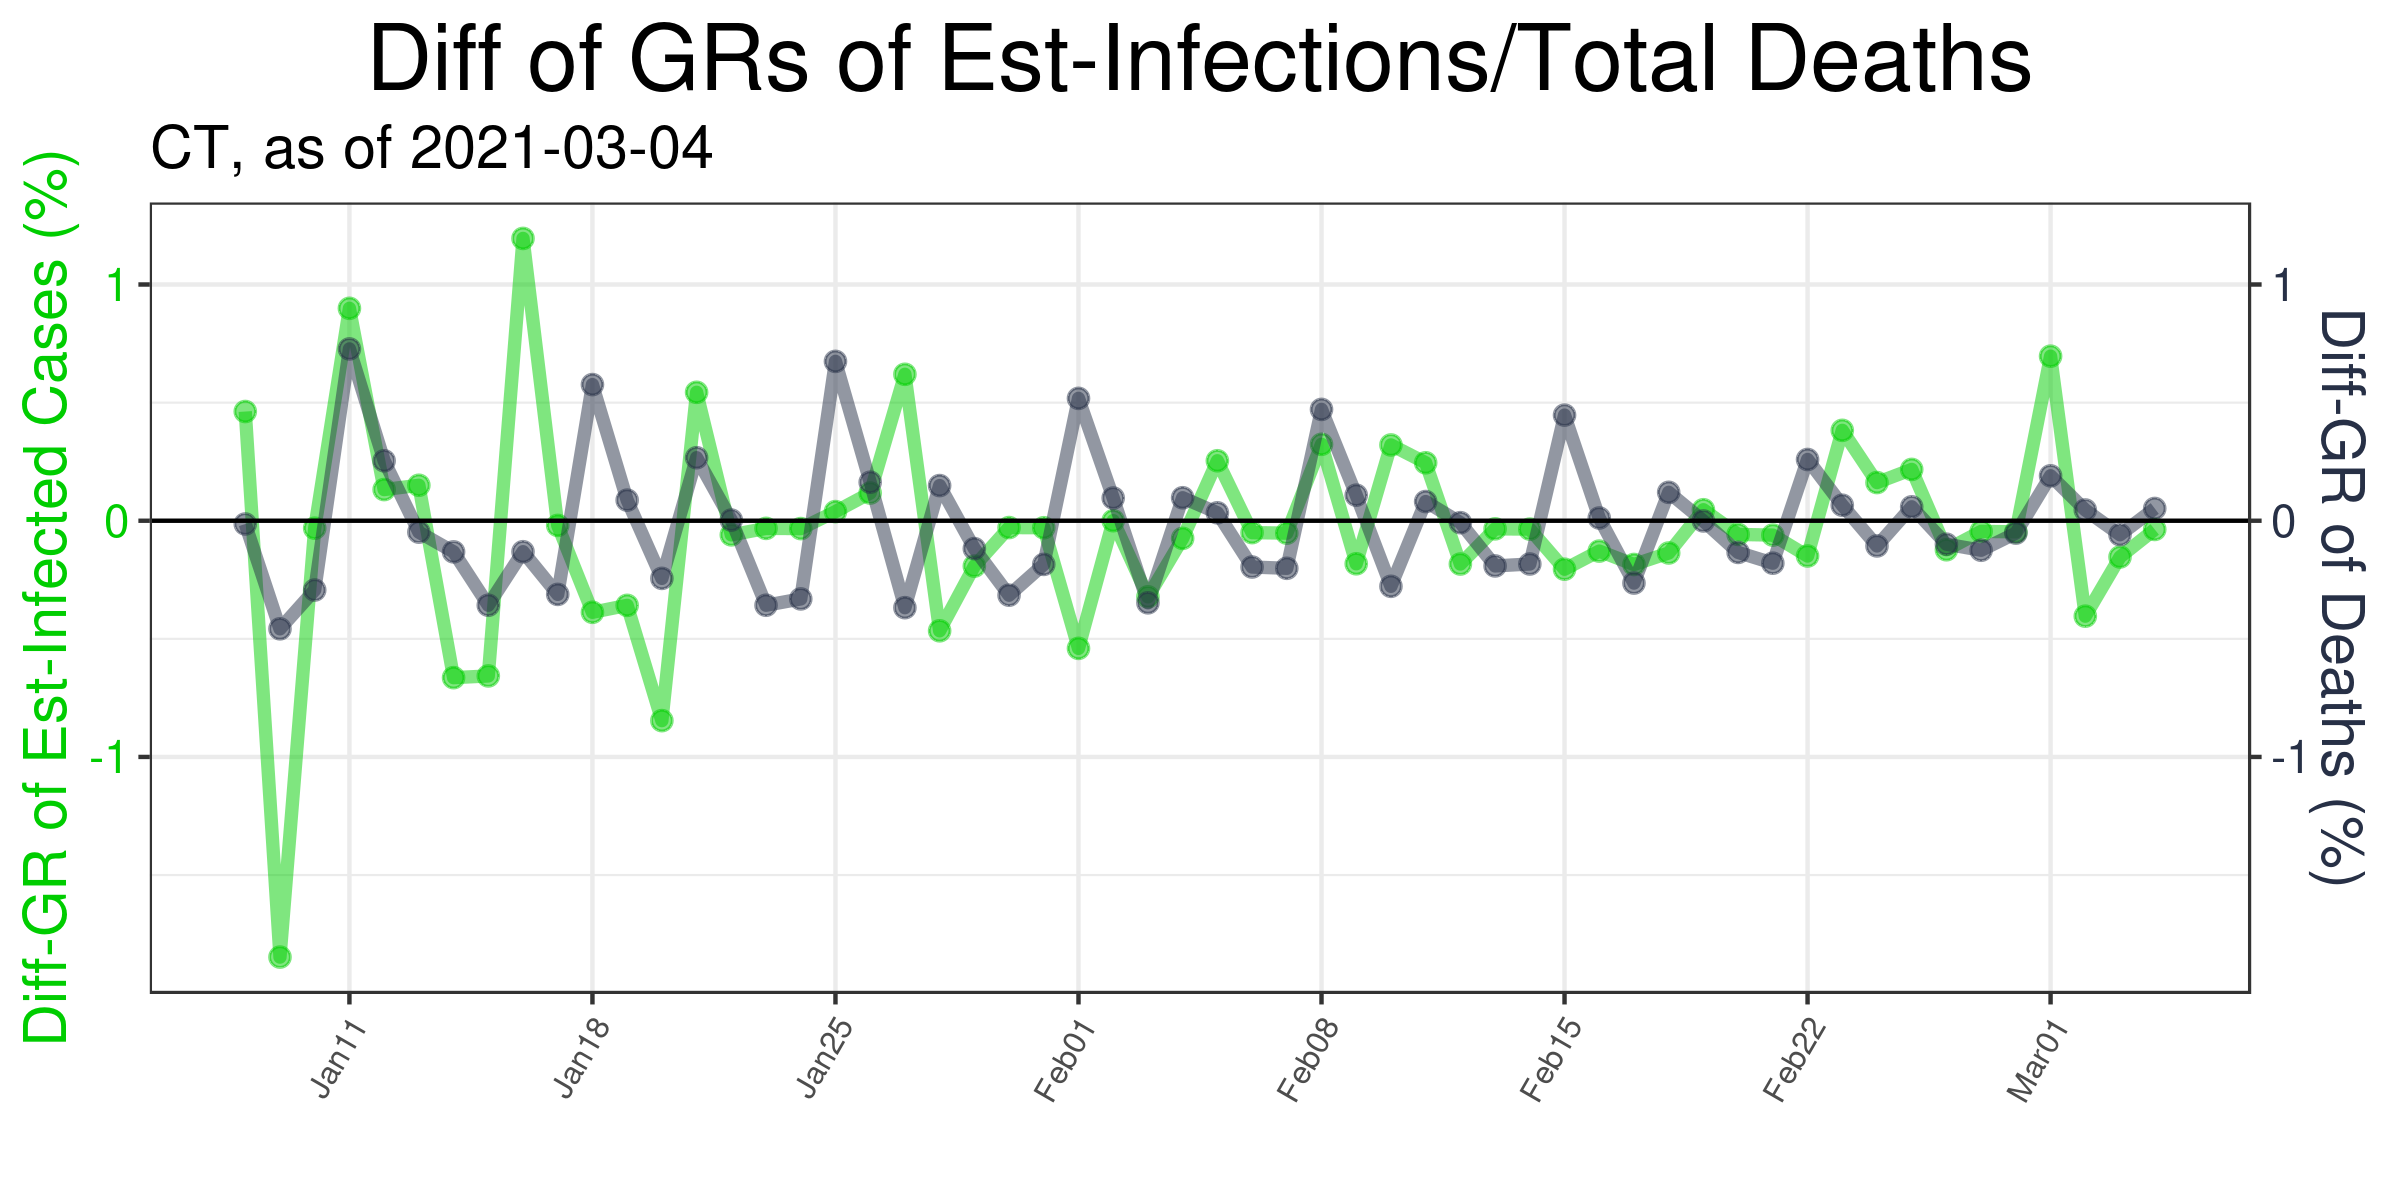 Diff of GRs of Est-Infections/Total Deaths
CT, as of 2021-03-04
Diff-GR of Est-Infected Cases (%)
1
0
-1
1
0
-1
Diff-GR of Deaths (%)
Jan11
Jan18
Jan25
Feb01
Feb08
Feb15
Feb22
Mar01